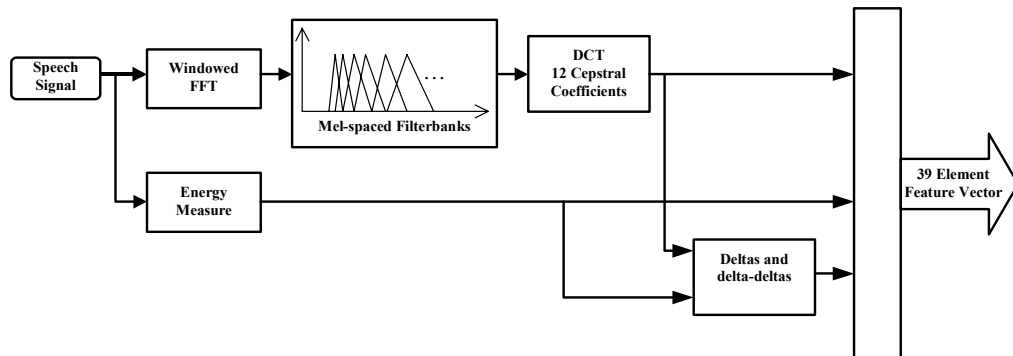 Speech
Signal
Windowed
FFT
...
Mel-spaced Filterbanks
DCT
12 Cepstral
Coefficients
Energy
Measure
Deltas and
delta-deltas
39 Element
Feature Vector